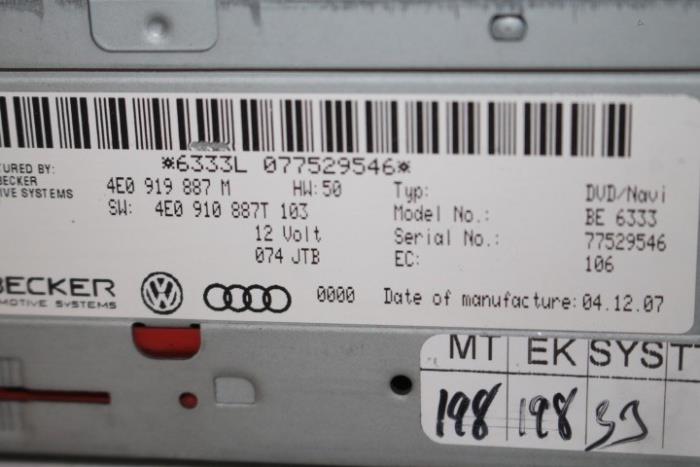 *6333L 077529546*
TURED BY:
BECKER
IVE SYSTEMS
4E0 919 887 M HW:50
SW: 4E0 910 887T 103
12 Volt
074 JTB
Typ: DVD/Navi
Model No.: BE 6333
Serial No.: 77529546
EC: 106
BECKER
MOTIVE SYSTEMS
0000 Date of manufacture: 04.12.07
MT EK SYST
198 198